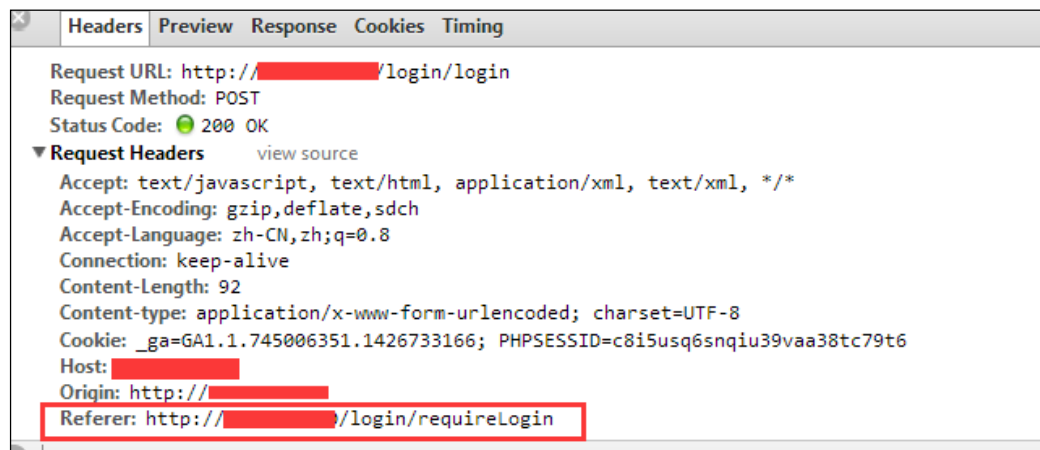 Headers Preview Response Cookies Timing
Request URL: http:// /login/login
Request Method: POST
Status Code: 200 OK
Request Headers view source
Accept: text/javascript, text/html, application/xml, text/xml, */*
Accept-Encoding: gzip,deflate,sdch
Accept-Language: zh-CN,zh;q=0.8
Connection: keep-alive
Content-Length: 92
Content-type: application/x-www-form-urlencoded; charset=UTF-8
Cookie: _ga=GA1.1.745006351.1426733166; PHPSESSID=c8i5usq6snqiu39vaa38tc79t6
Host:
Origin: http://
Referer: http:// /login/requireLogin